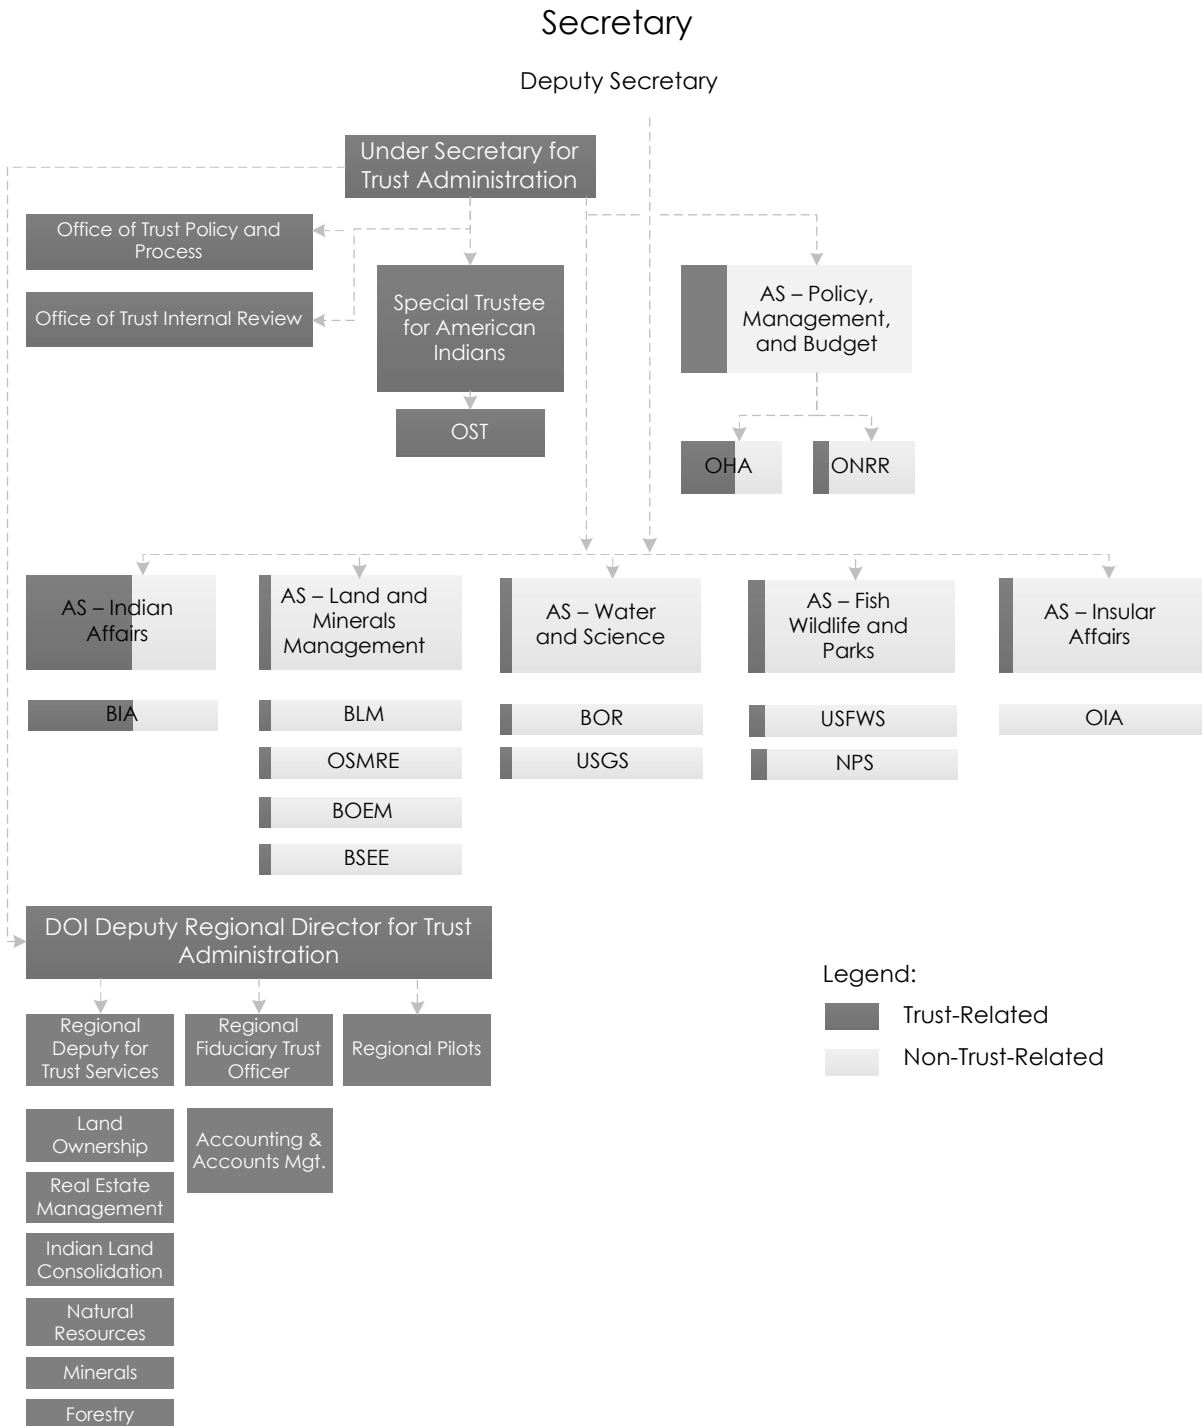 Secretary
Deputy Secretary
Under Secretary for
Trust Administration
Office of Trust Policy and
Process
Office of Trust Internal Review
Special Trustee
for American
Indians
OST
AS – Policy,
Management,
and Budget
OHA
ONRR
AS – Indian
Affairs
BIA
AS – Land and
Minerals
Management
BLM
OSMRE
BOEM
BSEE
AS – Water
and Science
BOR
USGS
AS – Fish
Wildlife and
Parks
USFWS
NPS
AS – Insular
Affairs
OIA
DOI Deputy Regional Director for Trust
Administration
Regional
Deputy for
Trust Services
Land
Ownership
Real Estate
Management
Indian Land
Consolidation
Natural
Resources
Minerals
Forestry
Regional
Fiduciary Trust
Officer
Accounting &
Accounts Mgt.
Regional Pilots
Legend:
Trust-Related
Non-Trust-Related